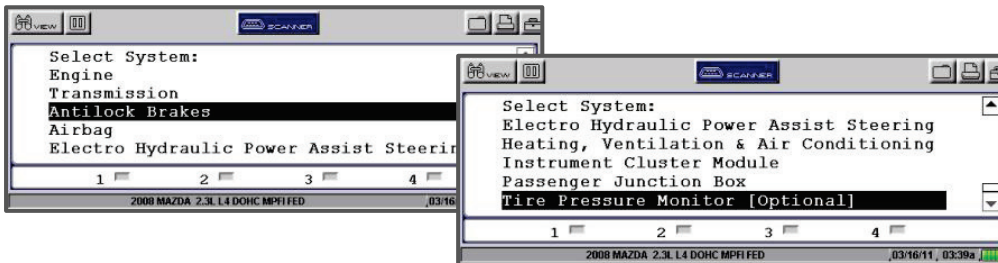 VIEW SCANNER
Select System:
Engine
Transmission
Antilock Brakes
Airbag
Electro Hydraulic Power Assist Steerin
1 2 3 4
2008 MAZDA 2.3L L4 DOHC MPFI FED ,03/16
VIEW SCANNER
Select System:
Electro Hydraulic Power Assist Steering
Heating, Ventilation & Air Conditioning
Instrument Cluster Module
Passenger Junction Box
Tire Pressure Monitor [Optional]
1 2 3 4
2008 MAZDA 2.3L L4 DOHC MPFI FED ,03/16/11 , 03:39a